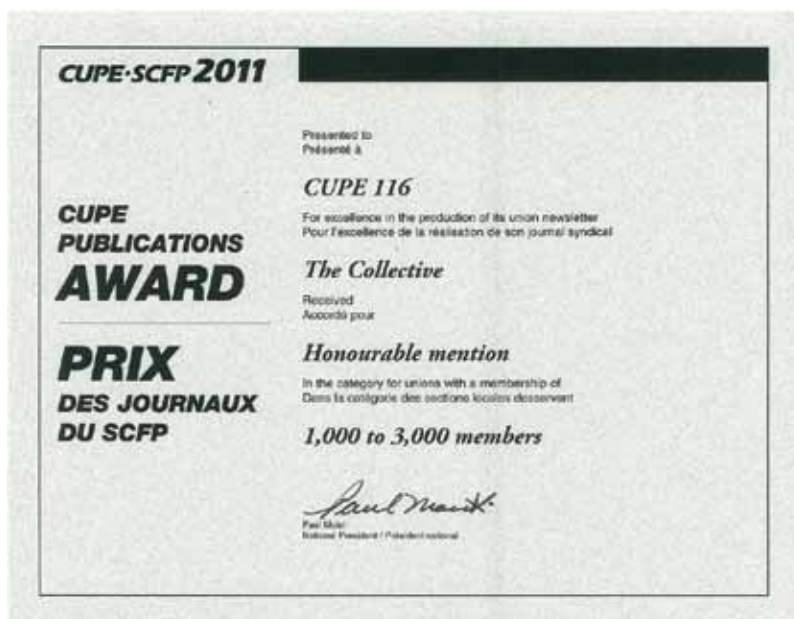 CUPE·SCFP 2011
CUPE
PUBLICATIONS
AWARD
PRIX
DES JOURNAUX
DU SCFP
Presented to
Présenté à
CUPE 116
For excellence in the production of its union newsletter
Pour l'excellence de la réalisation de son journal syndical
The Collective
Received
Accordé pour
Honourable mention
In the category for unions with a membership of
Dans la catégorie des sections locales desservant
1,000 to 3,000 members
Paul Moist
Paul Moist
National President / Président national